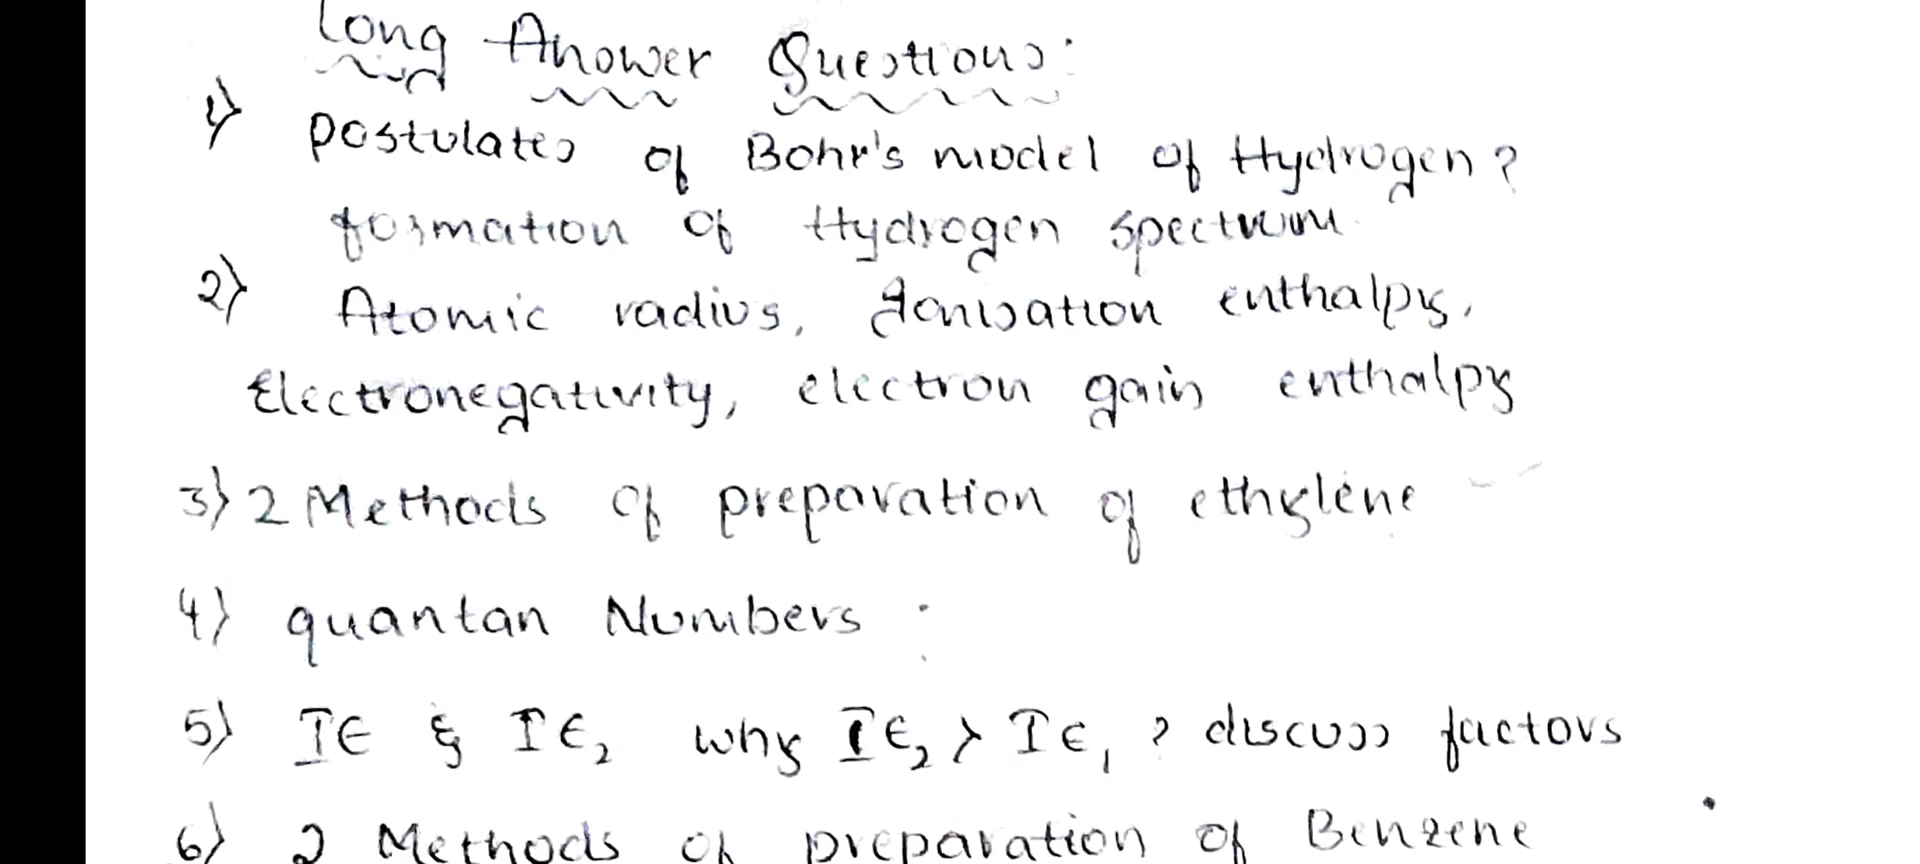 Long Answer Questions:
1) postulates of Bohr's model of Hydrogen?
formation of Hydrogen spectrum
2) Atomic radius, Ionisation enthalpy,
Electronegativity, electron gain enthalpy
3) 2 Methods of preparation of ethylene
4) quantan Numbers :
5) IE & IE₂ why IE₂ > IE₁ ? discuss factors
6) 2 Methods of preparation of Benzene